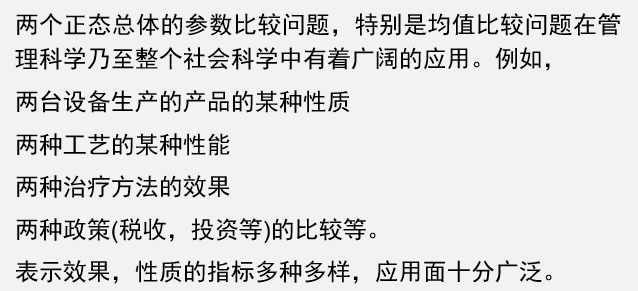 两个正态总体的参数比较问题，特别是均值比较问题在管
理科学乃至整个社会科学中有着广阔的应用。例如，
两台设备生产的产品的某种性质
两种工艺的某种性能
两种治疗方法的效果
两种政策(税收，投资等)的比较等。
表示效果，性质的指标多种多样，应用面十分广泛。